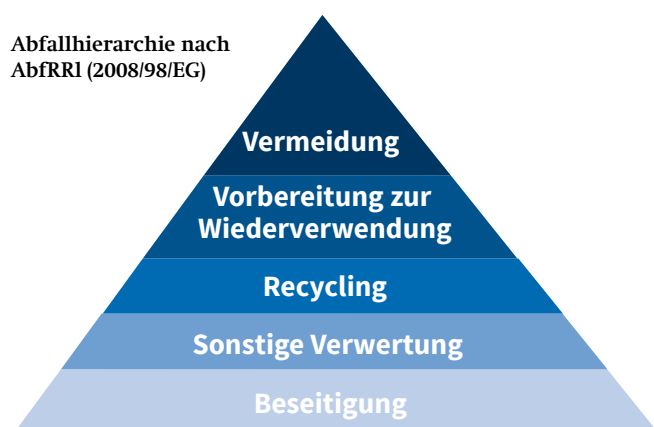 Abfallhierarchie nach
AbfRRl (2008/98/EG)
Vermeidung
Vorbereitung zur
Wiederverwendung
Recycling
Sonstige Verwertung
Beseitigung